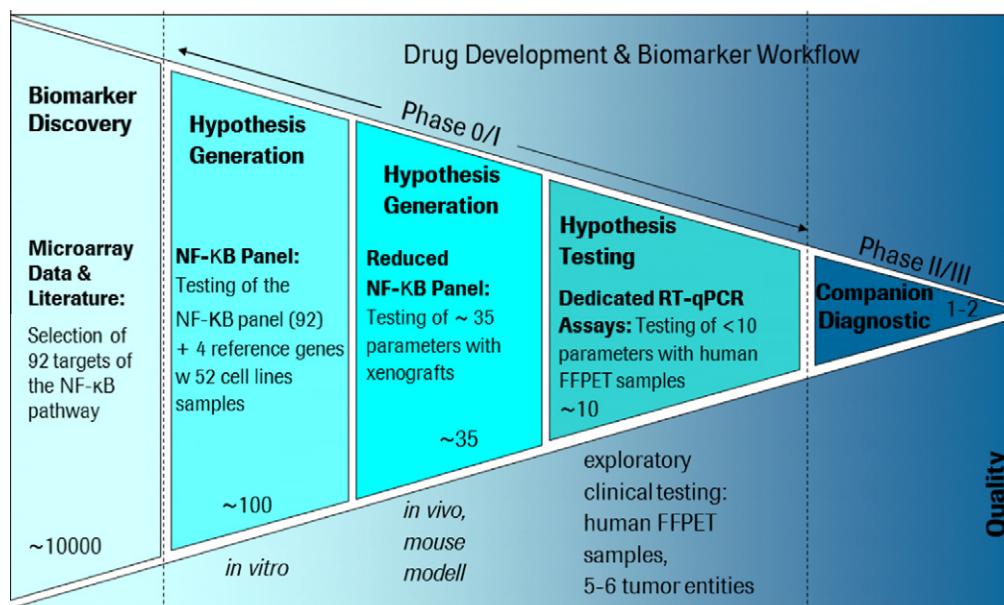 Drug Development & Biomarker Workflow
Phase 0/I
Phase II/III
Biomarker
Discovery
Microarray
Data &
Literature:
Selection of
92 targets of
the NF-κB
pathway
~10000
Hypothesis
Generation
NF-KB Panel:
Testing of the
NF-KB panel (92)
+ 4 reference genes
w 52 cell lines
samples
~100
in vitro
Hypothesis
Generation
Reduced
NF-KB Panel:
Testing of ~ 35
parameters with
xenografts
~35
in vivo,
mouse
modell
Hypothesis
Testing
Dedicated RT-qPCR
Assays: Testing of <10
parameters with human
FFPET samples
~10
exploratory
clinical testing:
human FFPET
samples,
5-6 tumor entities
Companion
Diagnostic
1-2
Quality